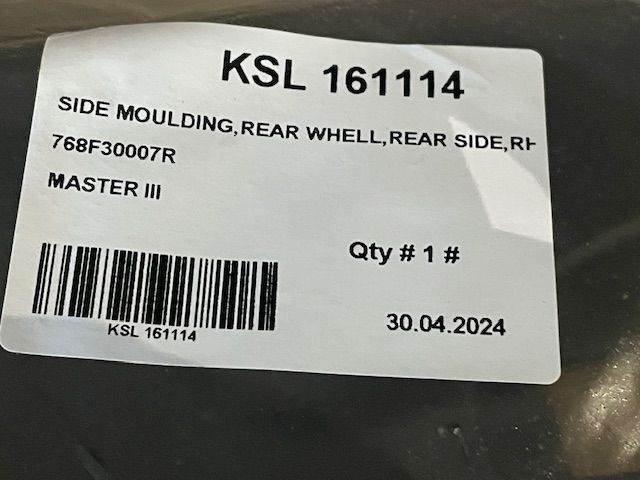 KSL 161114
SIDE MOULDING,REAR WHELL,REAR SIDE,RH
768F30007R
MASTER III
Qty # 1 #
KSL 161114
30.04.2024